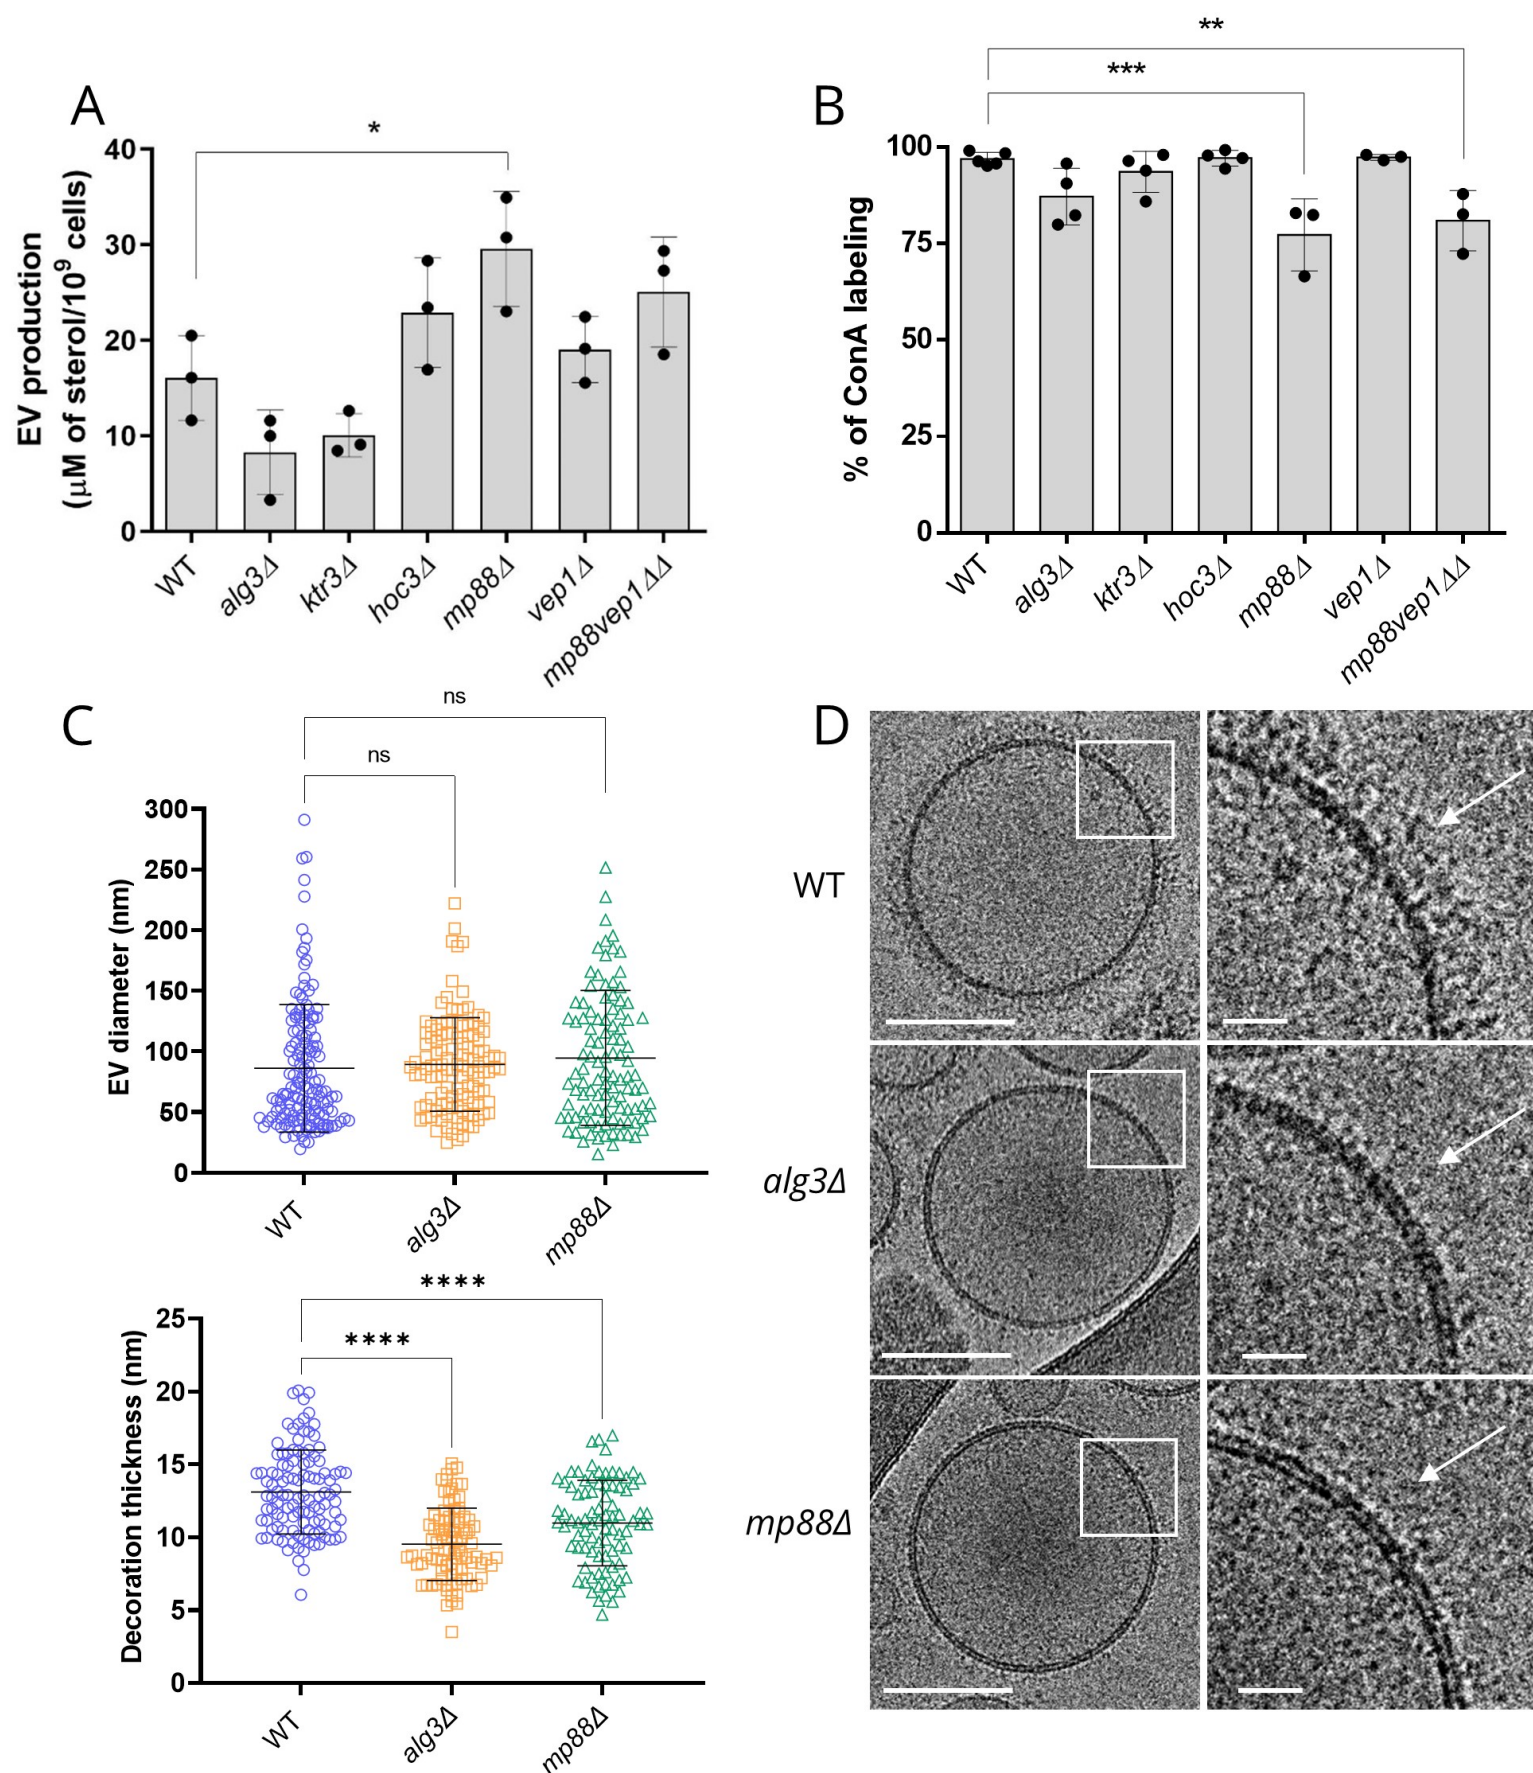 A
*
EV production
(µM of sterol/10⁹ cells)
40
30
20
10
0
WT
alg3Δ
ktr3Δ
hoc3Δ
mp88Δ
vep1Δ
mp88vep1ΔΔ
B
**
***
% of ConA labeling
100
75
50
25
0
WT
alg3Δ
ktr3Δ
hoc3Δ
mp88Δ
vep1Δ
mp88vep1ΔΔ
C
ns
ns
EV diameter (nm)
300
250
200
150
100
50
0
WT
alg3Δ
mp88Δ
****
****
Decoration thickness (nm)
25
20
15
10
5
0
WT
alg3Δ
mp88Δ
D
WT
alg3Δ
mp88Δ